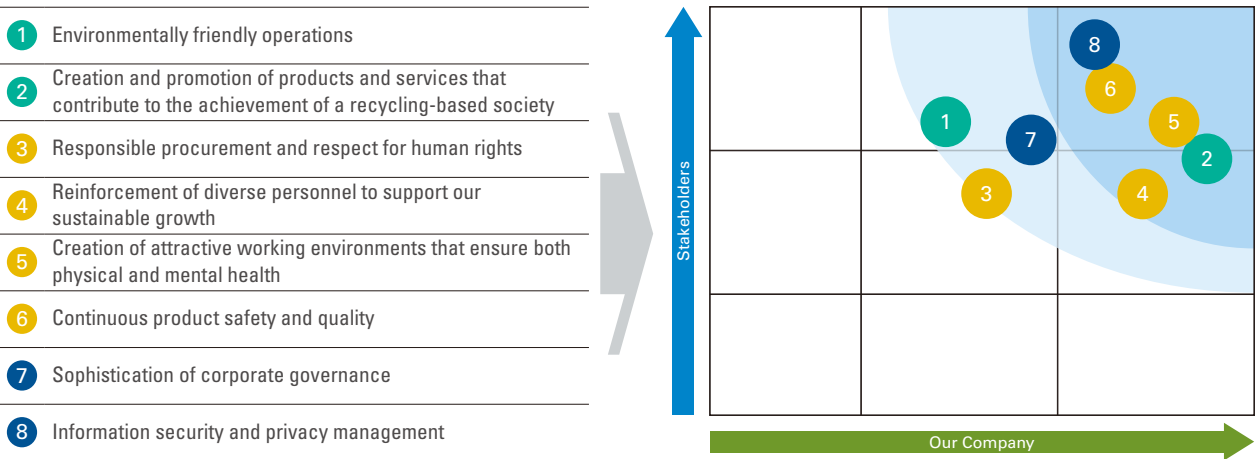 1 Environmentally friendly operations
2 Creation and promotion of products and services that
contribute to the achievement of a recycling-based society
3 Responsible procurement and respect for human rights
4 Reinforcement of diverse personnel to support our
sustainable growth
5 Creation of attractive working environments that ensure both
physical and mental health
6 Continuous product safety and quality
7 Sophistication of corporate governance
8 Information security and privacy management
Stakeholders
8
6
1
5
7
2
3
4
Our Company